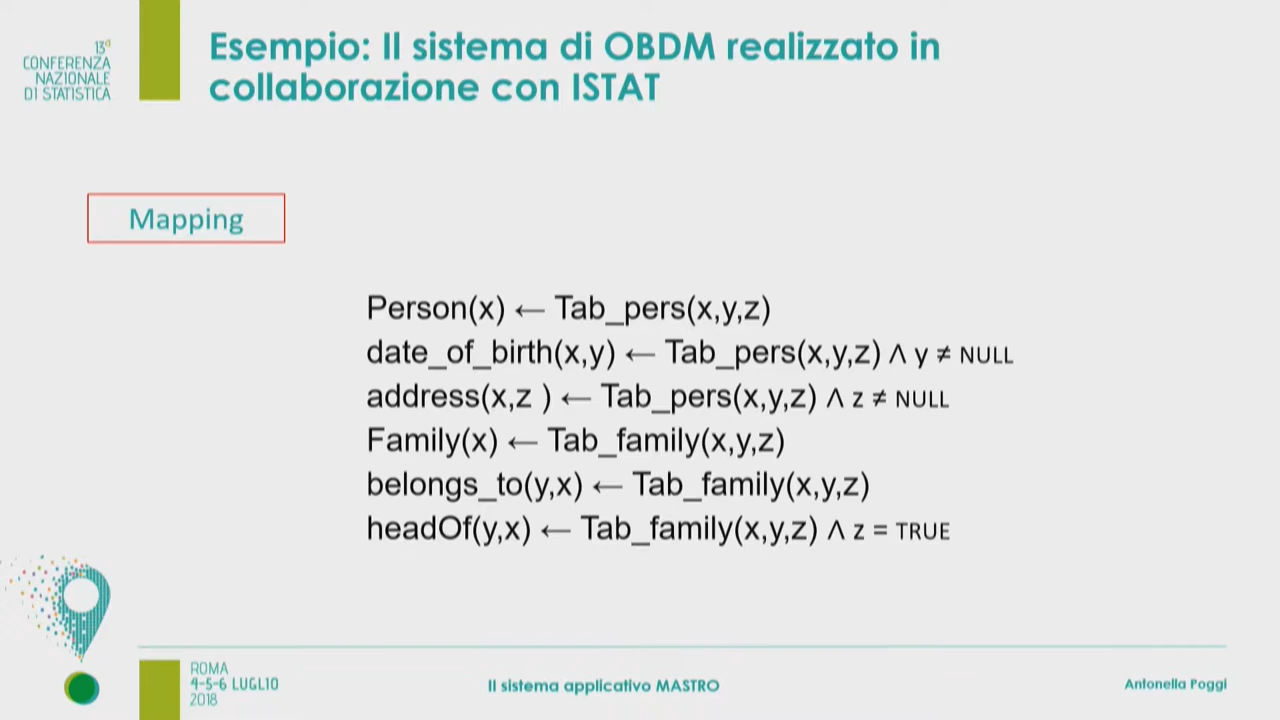 13ª
CONFERENZA
NAZIONALE
DI STATISTICA
Esempio: Il sistema di OBDM realizzato in
collaborazione con ISTAT
Mapping
Person(x) ← Tab_pers(x,y,z)
date_of_birth(x,y) ← Tab_pers(x,y,z) ∧ y ≠ NULL
address(x,z ) ← Tab_pers(x,y,z) ∧ z ≠ NULL
Family(x) ← Tab_family(x,y,z)
belongs_to(y,x) ← Tab_family(x,y,z)
headOf(y,x) ← Tab_family(x,y,z) ∧ z = TRUE
ROMA
4-5-6 LUGLIO
2018
Il sistema applicativo MASTRO
Antonella Poggi